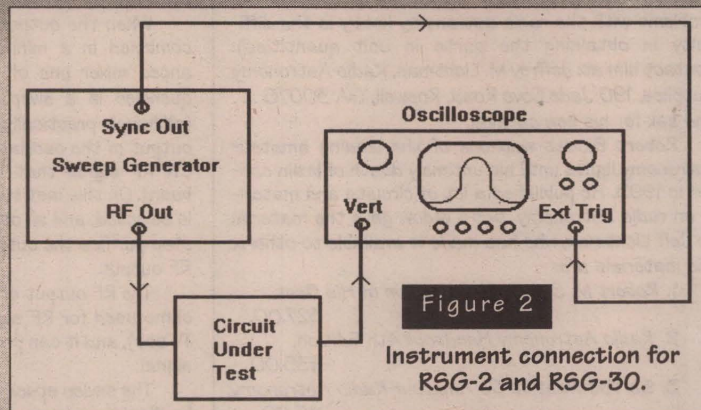 Sync Out
Sweep Generator
RF Out
Oscilloscope
Vert
Ext Trig
Circuit
Under
Test
Figure 2
Instrument connection for
RSG-2 and RSG-30.